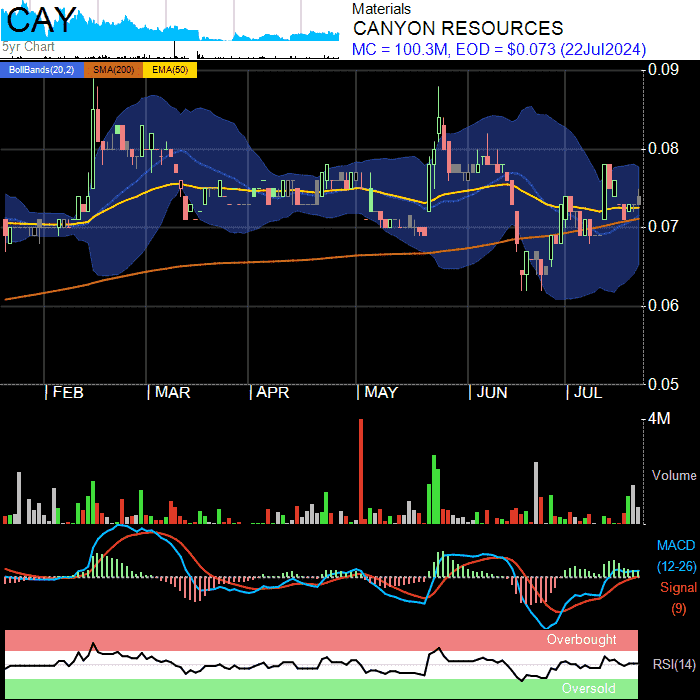 CAY
5yr Chart
Materials
CANYON RESOURCES
MC = 100.3M, EOD = $0.073 (22Jul2024)
BollBands(20,2) SMA(200) EMA(50)
0.09
0.08
0.07
0.06
0.05
FEB MAR APR MAY JUN JUL
4M
Volume
MACD
(12-26)
Signal
(9)
Overbought
RSI(14)
Oversold